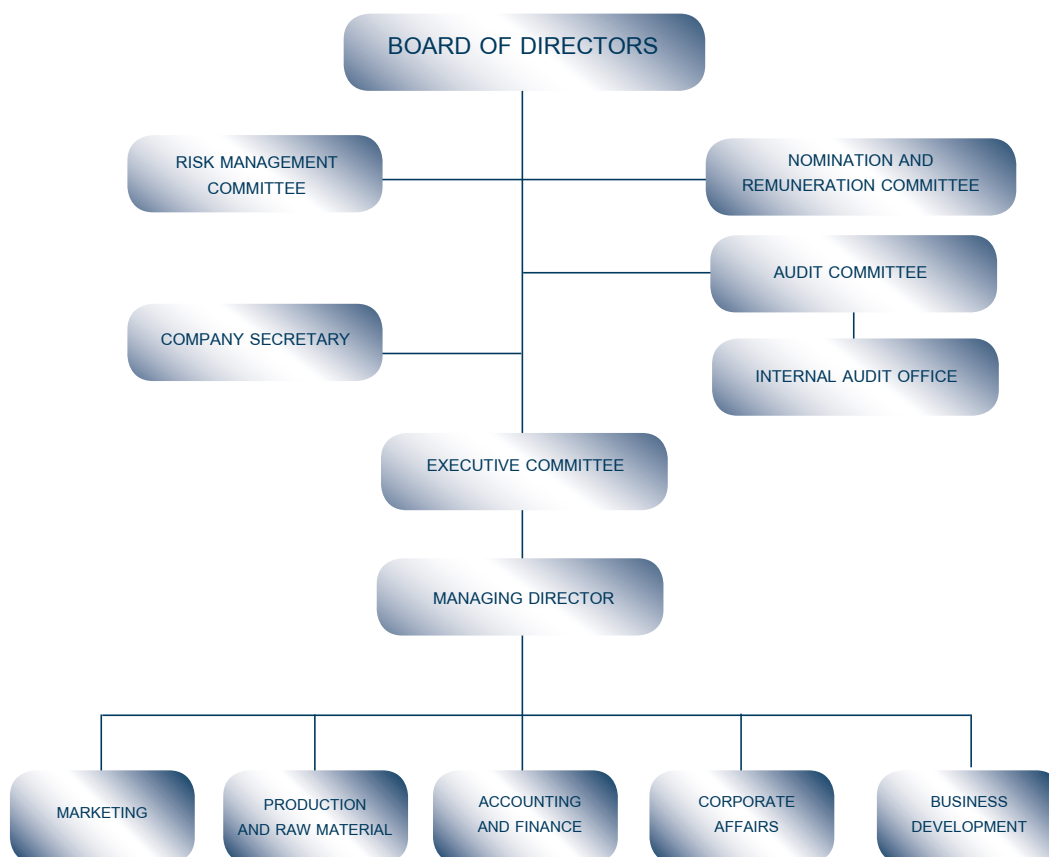 BOARD OF DIRECTORS
RISK MANAGEMENT
COMMITTEE
NOMINATION AND
REMUNERATION COMMITTEE
AUDIT COMMITTEE
COMPANY SECRETARY
INTERNAL AUDIT OFFICE
EXECUTIVE COMMITTEE
MANAGING DIRECTOR
MARKETING
PRODUCTION
AND RAW MATERIAL
ACCOUNTING
AND FINANCE
CORPORATE
AFFAIRS
BUSINESS
DEVELOPMENT